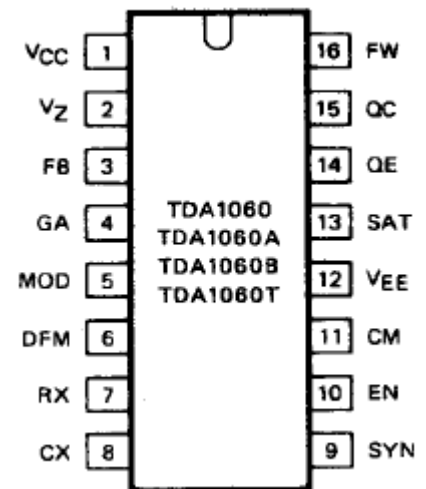 VCC 1 16 FW
VZ 2 15 QC
FB 3 14 QE
GA 4 TDA1060 13 SAT
TDA1060A
MOD 5 TDA1060B 12 VEE
TDA1060T
DFM 6 11 CM
RX 7 10 EN
CX 8 9 SYN